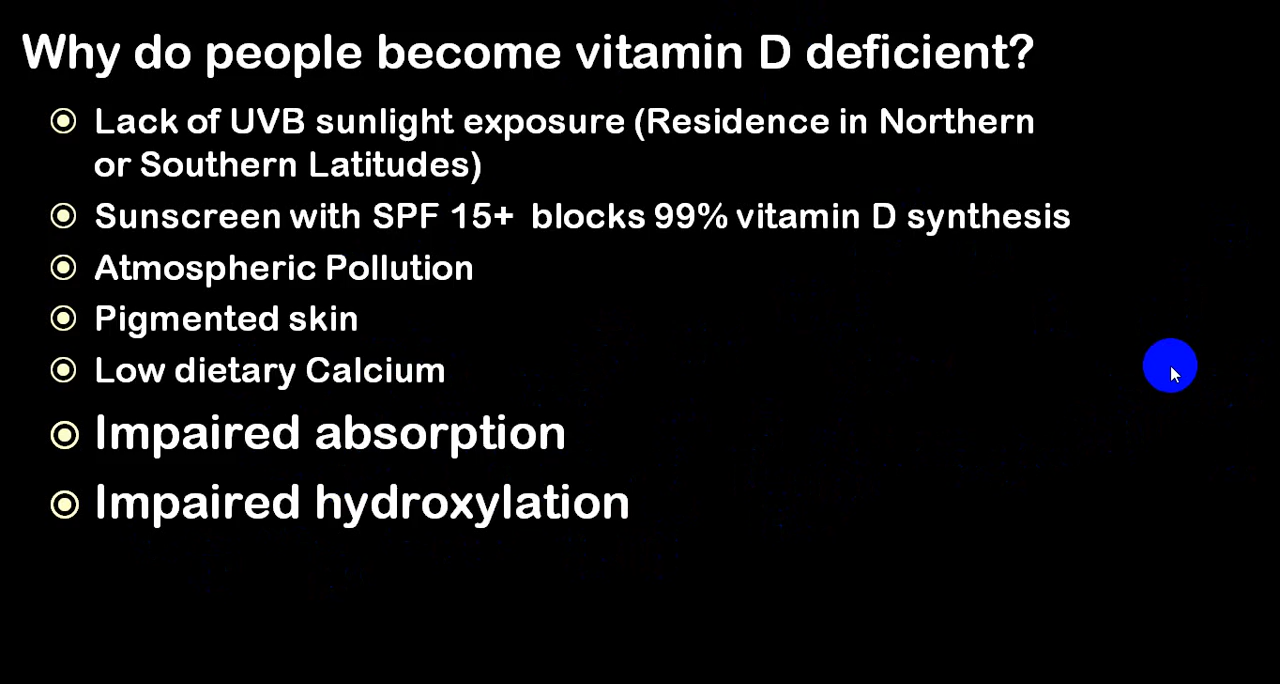 Why do people become vitamin D deficient?
Lack of UVB sunlight exposure (Residence in Northern
or Southern Latitudes)
Sunscreen with SPF 15+ blocks 99% vitamin D synthesis
Atmospheric Pollution
Pigmented skin
Low dietary Calcium
Impaired absorption
Impaired hydroxylation